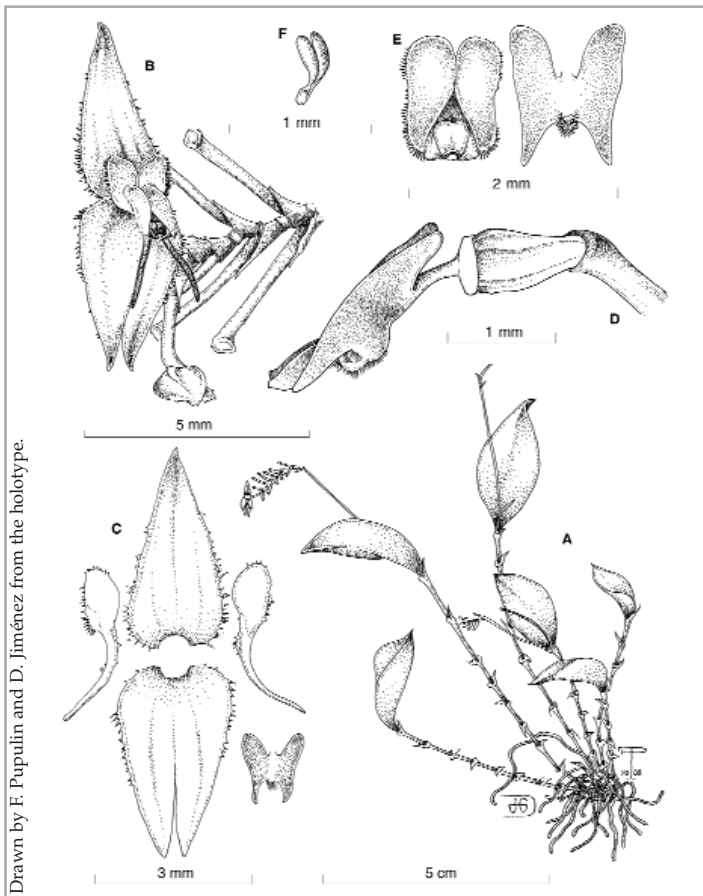 F
B
E
1 mm
2 mm
D
1 mm
5 mm
C
A
3 mm
5 cm
Drawn by F. Pupulin and D. Jiménez from the holotype.